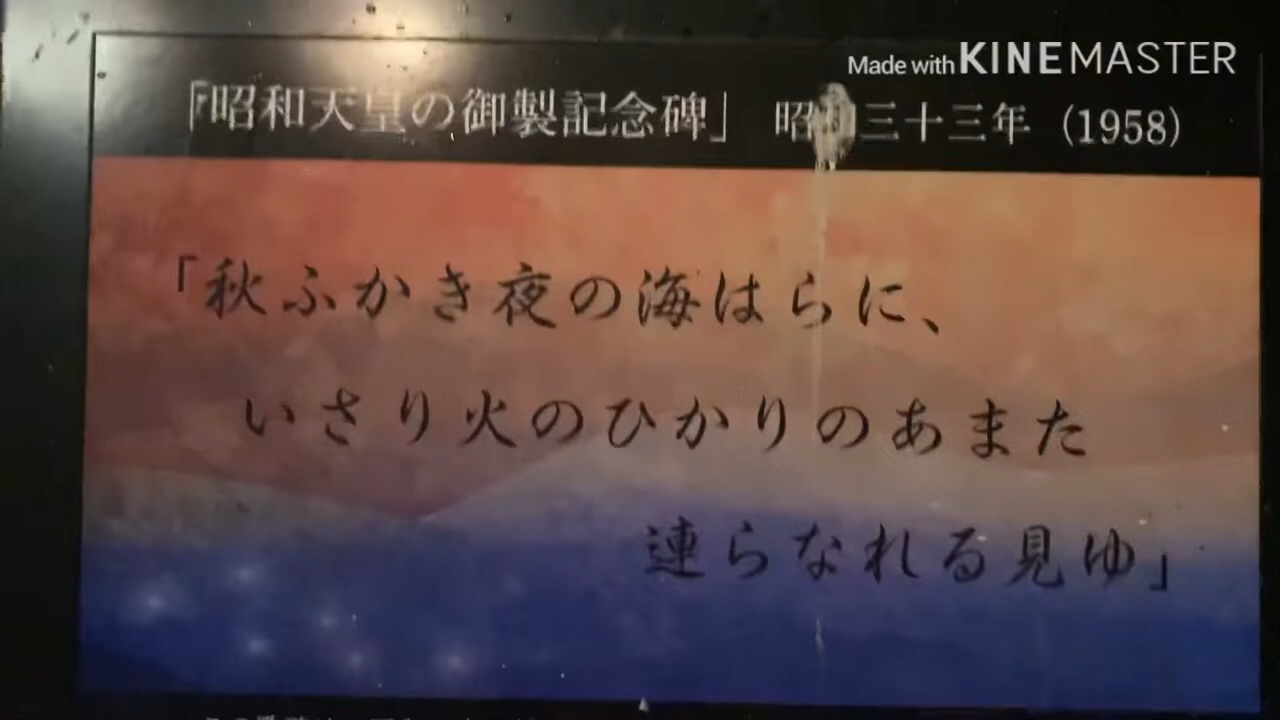 Made with KINEMASTER
「昭和天皇の御製記念碑」 昭和三十三年 (1958)
「秋ふかき夜の海はらに、
いさり火のひかりのあまた
連らなれる見ゆ」